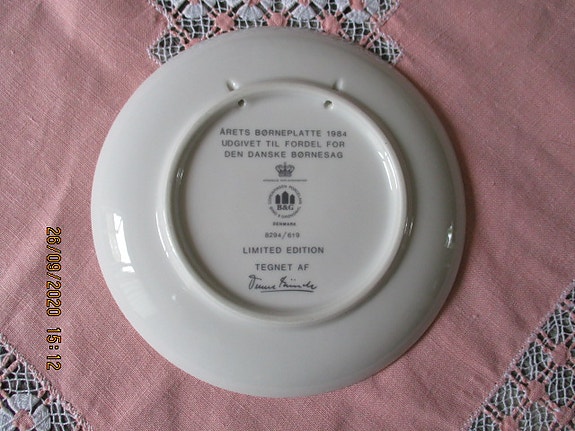 ÅRETS BØRNEPLATTE 1984
UDGIVET TIL FORDEL FOR
DEN DANSKE BØRNESAG
B&G
DENMARK
8294/619
LIMITED EDITION
TEGNET AF
26/09/2020 15:12